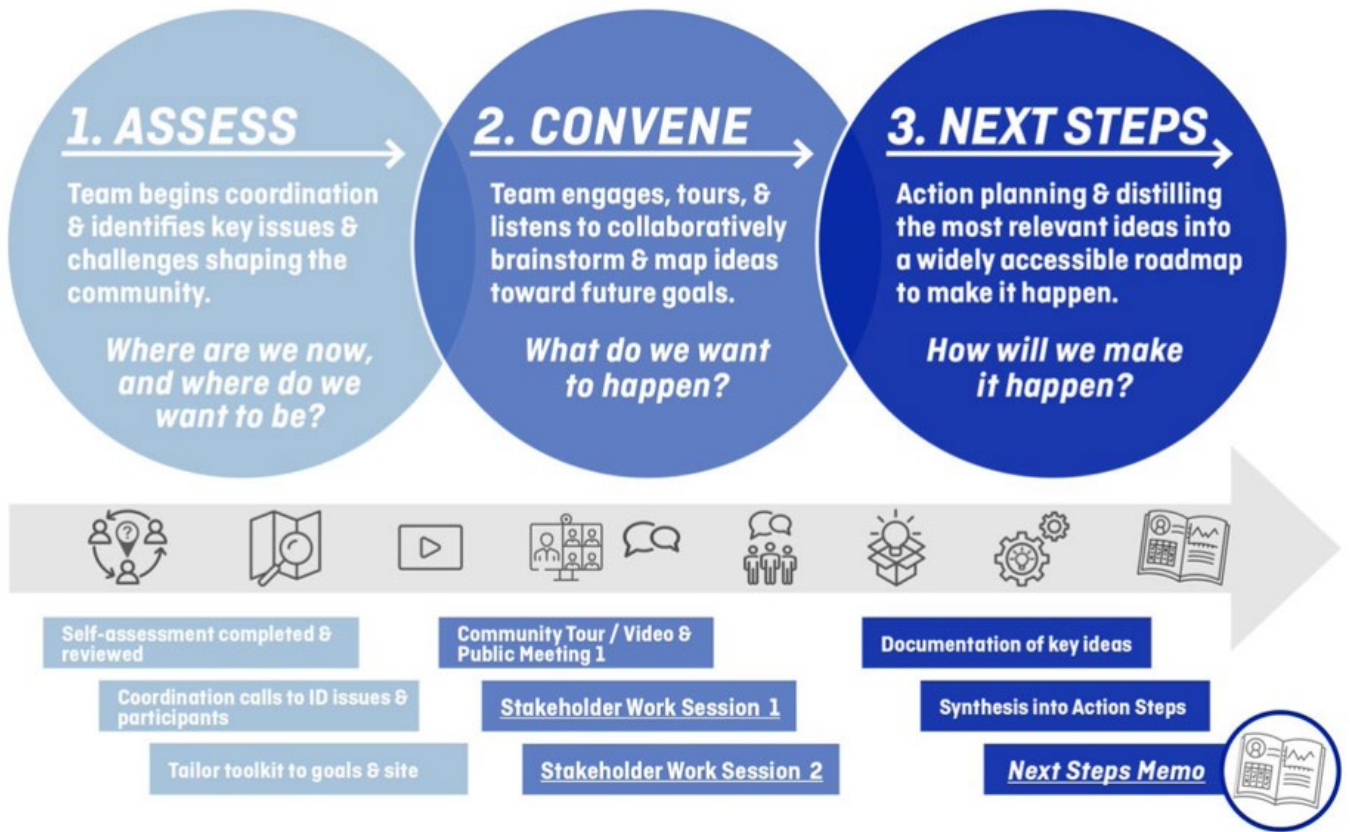 1. ASSESS
Team begins coordination
& identifies key issues &
challenges shaping the
community.
Where are we now,
and where do we
want to be?
2. CONVENE
Team engages, tours, &
listens to collaboratively
brainstorm & map ideas
toward future goals.
What do we want
to happen?
3. NEXT STEPS
Action planning & distilling
the most relevant ideas into
a widely accessible roadmap
to make it happen.
How will we make
it happen?
?
Self-assessment completed &
reviewed
Coordination calls to ID issues &
participants
Tailor toolkit to goals & site
Community Tour / Video &
Public Meeting 1
Stakeholder Work Session 1
Stakeholder Work Session 2
Documentation of key ideas
Synthesis into Action Steps
Next Steps Memo